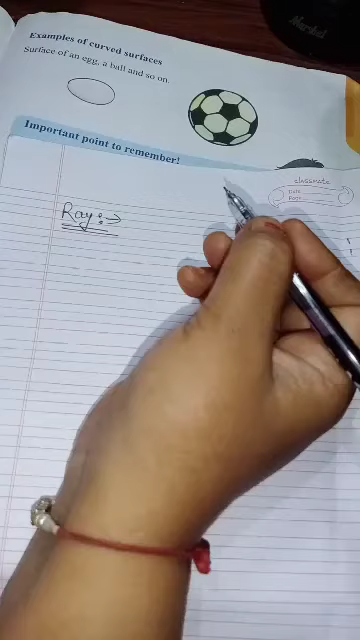 Examples of curved surfaces
Surface of an egg, a ball and so on.
Important point to remember!
classmate
Date
Page
Ray :→